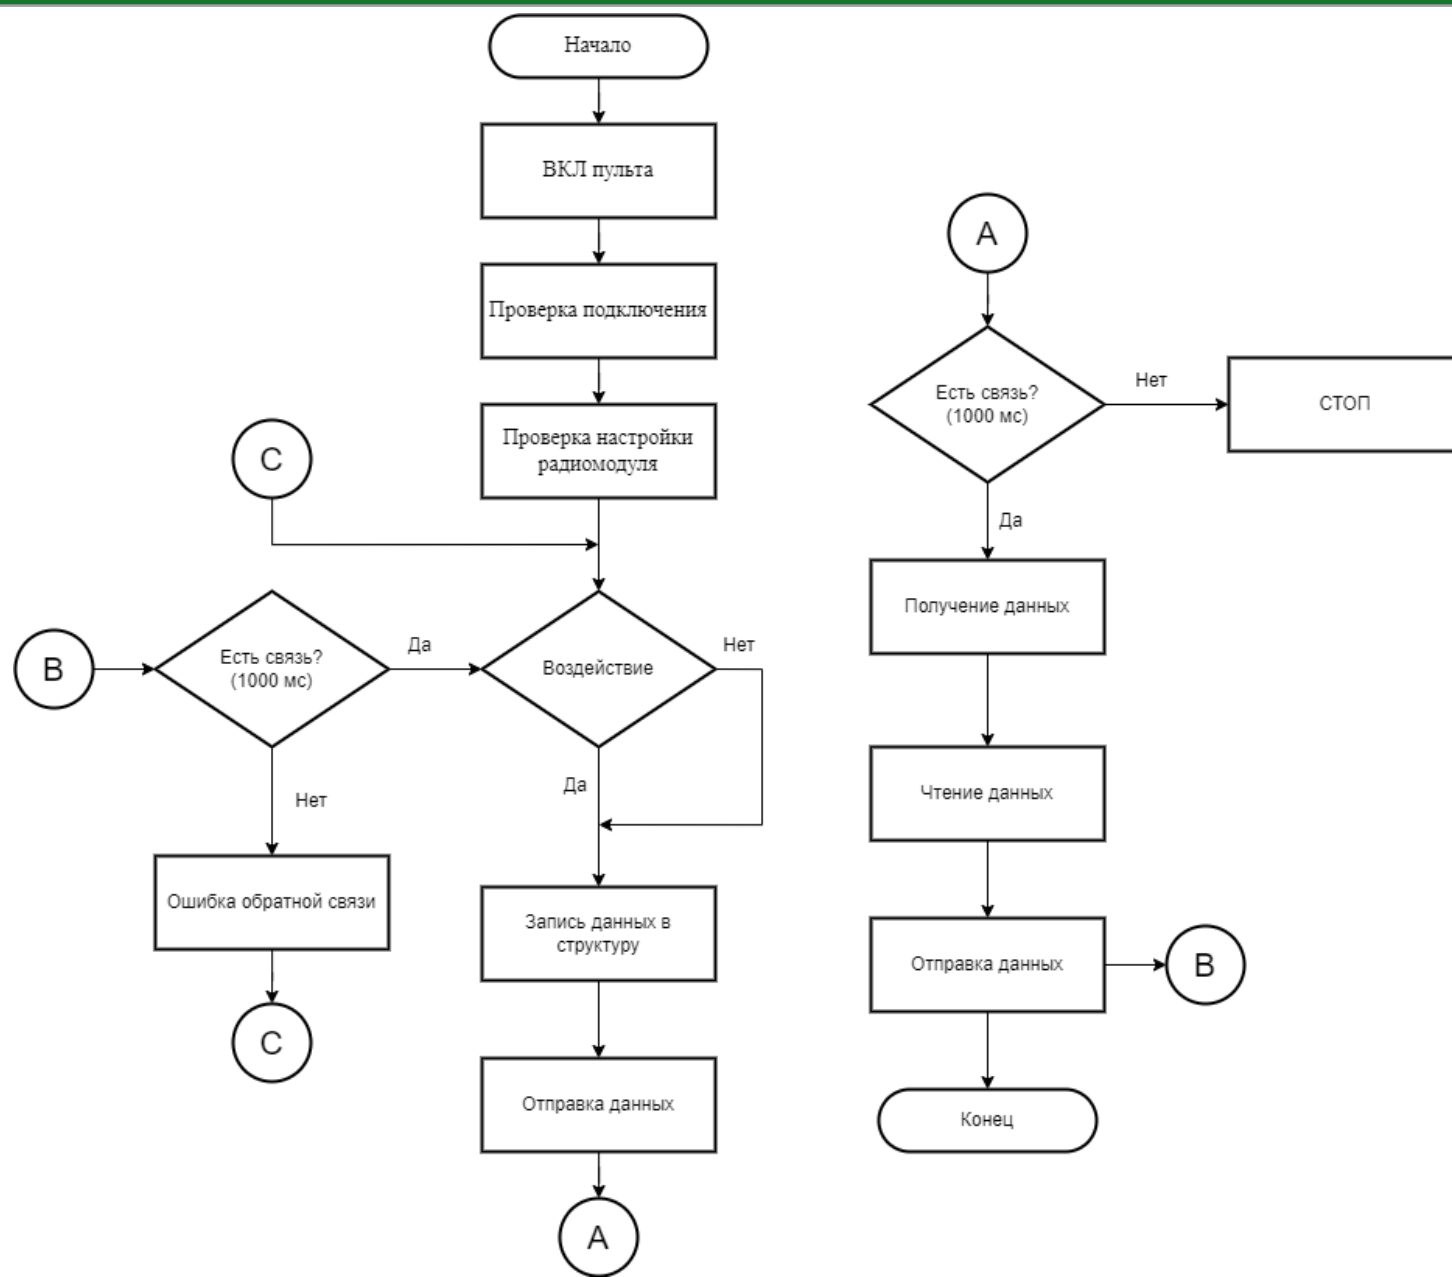 Начало
ВКЛ пульта
Проверка подключения
Проверка настройки
радиомодуля
C
B
Есть связь?
(1000 мс)
Да
Воздействие
Нет
Нет
Да
Ошибка обратной связи
C
Запись данных в
структуру
Отправка данных
A
A
Есть связь?
(1000 мс)
Нет
СТОП
Да
Получение данных
Чтение данных
Отправка данных
B
Конец